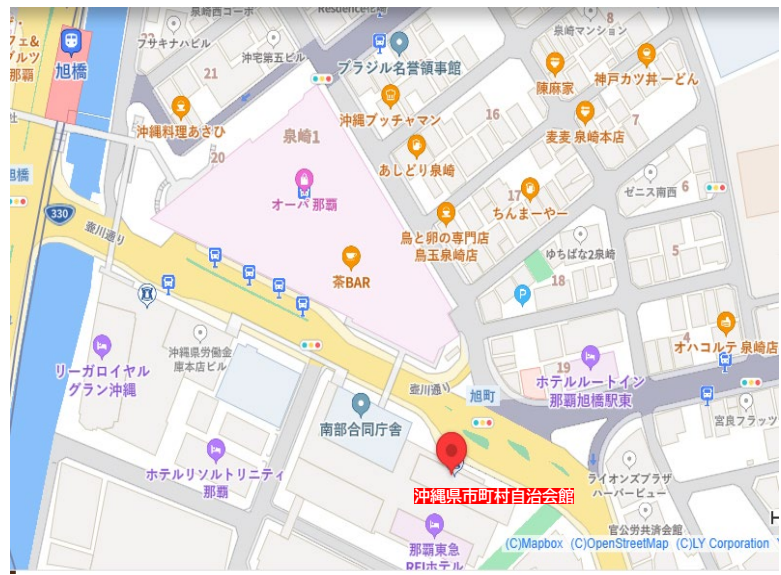 泉崎西コーポ
Residence花城
8
泉崎マンション
フサキナハビル
沖宅第五ビル
旭橋
21
ブラジル名誉領事館
陳麻家
神戸カツ丼 一どん
沖縄料理あさひ
泉崎1
沖縄ブッチャマン
16
麦麦 泉崎本店
7
20
あしどり泉崎
オーパ 那覇
17
ちんまーやー
ゼニス南西
6
330
壺川通り
鳥と卵の専門店
鳥玉泉崎店
茶BAR
ゆちばな2泉崎
5
18
P
沖縄県労働金
庫本店ビル
リーガロイヤル
グラン沖縄
4
オハコルテ 泉崎店
19
ホテルルートイン
那覇旭橋駅東
壺川通り
旭町
南部合同庁舎
宮良フラッツ
ホテルリソルトリニティ
那覇
沖縄県市町村自治会館
ライオンズプラザ
ハーバービュー
官公労共済会館
那覇東急
REIホテル
(C)Mapbox (C)OpenStreetMap (C)LY Corporation